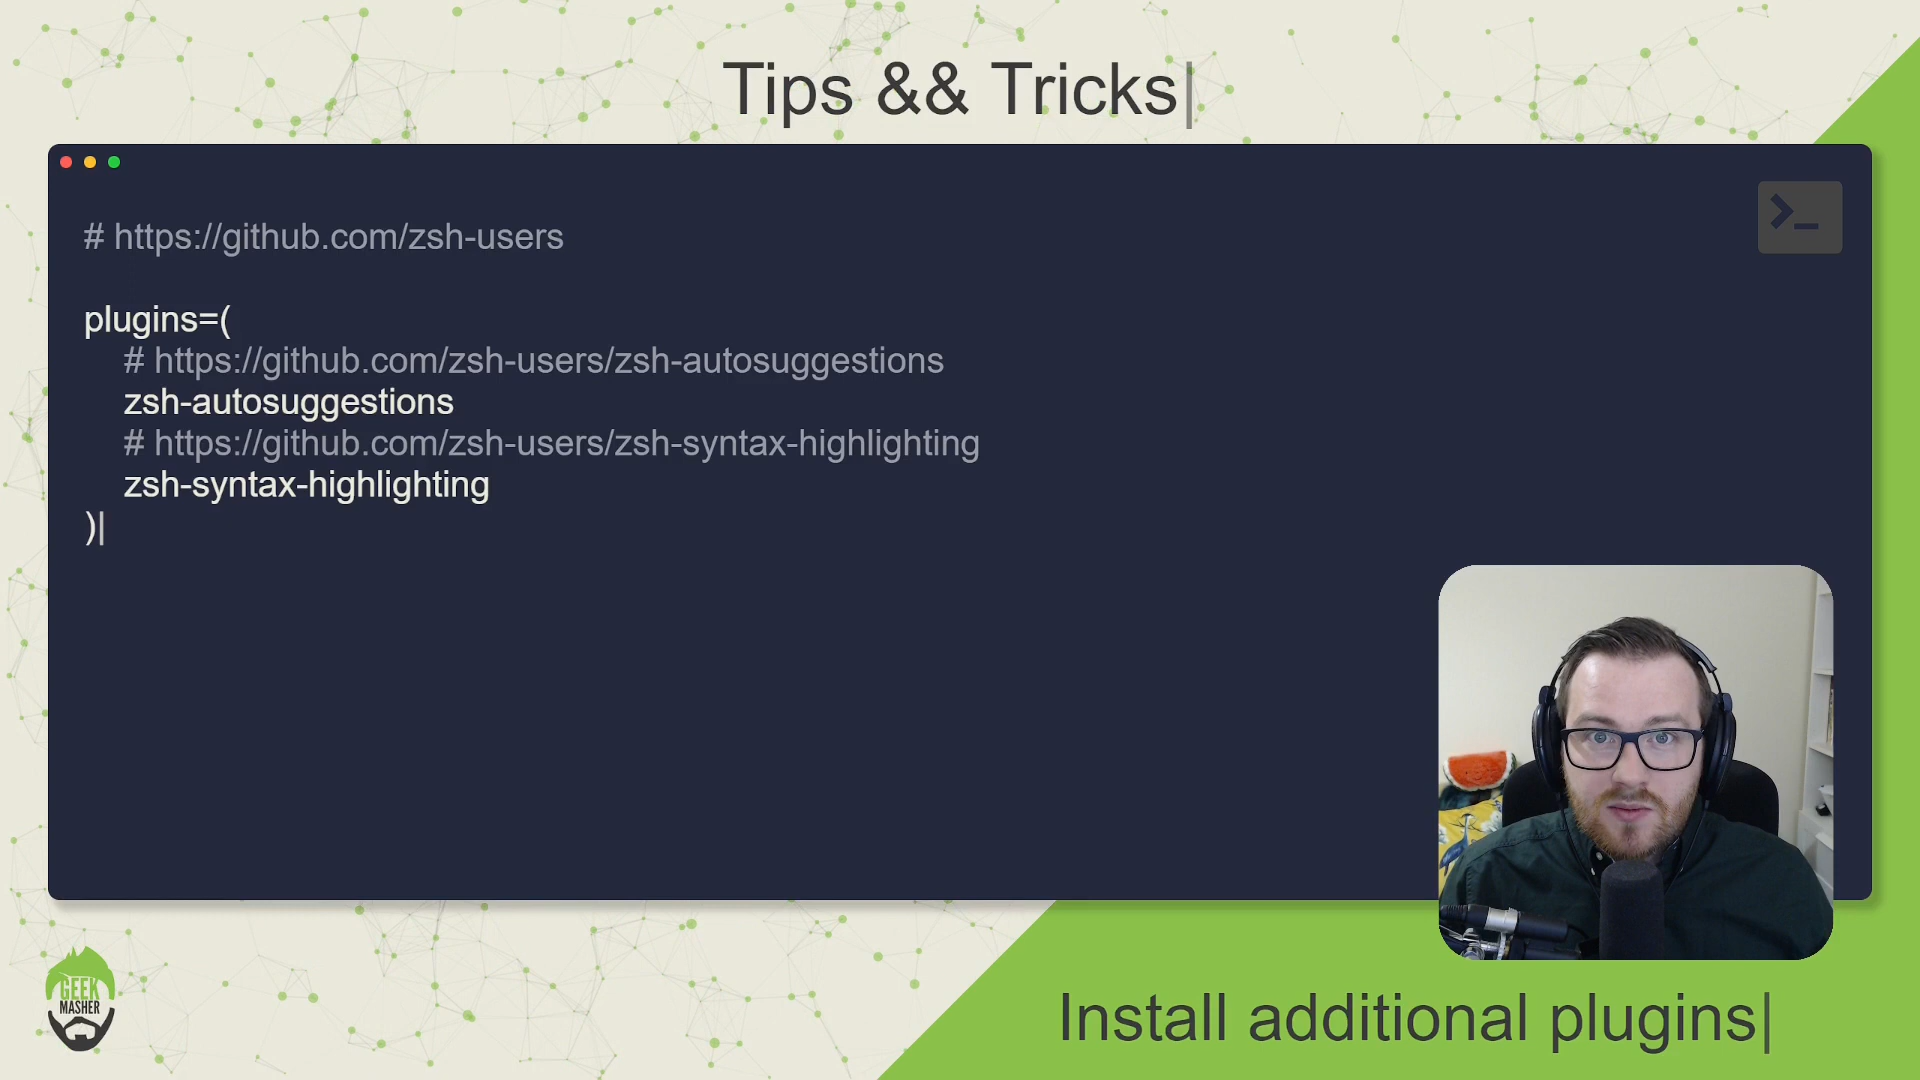 Tips && Tricks|
# https://github.com/zsh-users
plugins=(
# https://github.com/zsh-users/zsh-autosuggestions
zsh-autosuggestions
# https://github.com/zsh-users/zsh-syntax-highlighting
zsh-syntax-highlighting
)|
>_
GEEK
MASHER
Install additional plugins|